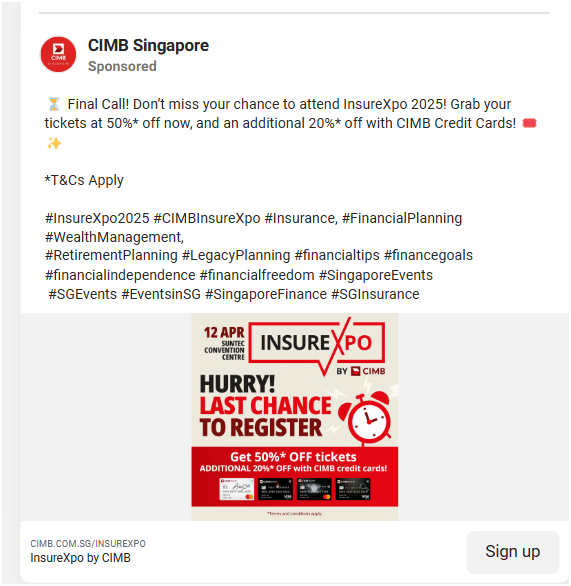 CIMB Singapore
Sponsored
⏳ Final Call! Don't miss your chance to attend InsureXpo 2025! Grab your
tickets at 50%* off now, and an additional 20%* off with CIMB Credit Cards! 🎟️
✨
*T&Cs Apply
#InsureXpo2025 #CIMBInsureXpo #Insurance, #FinancialPlanning
#WealthManagement,
#RetirementPlanning #LegacyPlanning #financialtips #financegoals
#financialindependence #financialfreedom #SingaporeEvents
#SGEvents #EventsinSG #SingaporeFinance #SGInsurance
12 APR
SUNTEC
CONVENTION
CENTRE
INSUREXPO
BY CIMB
HURRY!
LAST CHANCE
TO REGISTER
Get 50%* OFF tickets
ADDITIONAL 20%* OFF with CIMB credit cards!
*Terms and conditions apply
CIMB.COM.SG/INSUREXPO
InsureXpo by CIMB
Sign up